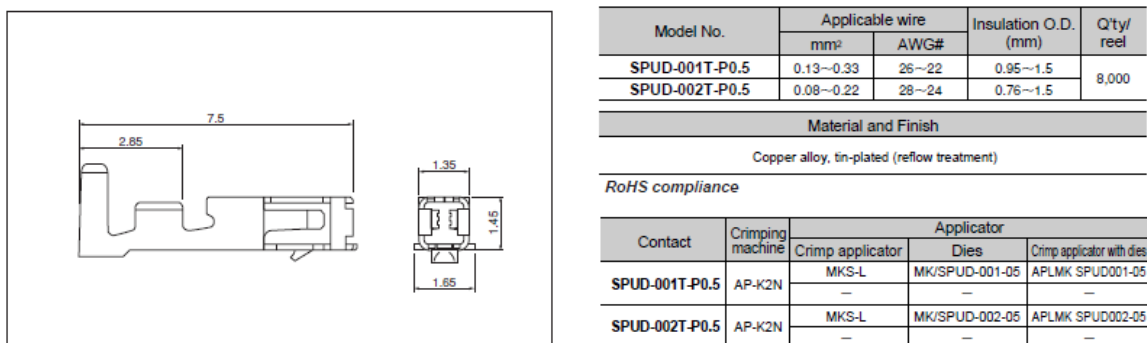 7.5
2.85
1.35
1.45
1.65
Model No. Applicable wire Insulation O.D. (mm) Q'ty/ reel
mm² AWG#
SPUD-001T-P0.5 0.13~0.33 26~22 0.95~1.5 8,000
SPUD-002T-P0.5 0.08~0.22 28~24 0.76~1.5
Material and Finish
Copper alloy, tin-plated (reflow treatment)
RoHS compliance
Contact Crimping machine Applicator
Crimp applicator Dies Crimp applicator with dies
SPUD-001T-P0.5 AP-K2N MKS-L MK/SPUD-001-05 APLMK SPUD001-05
— — —
SPUD-002T-P0.5 AP-K2N MKS-L MK/SPUD-002-05 APLMK SPUD002-05
— — —